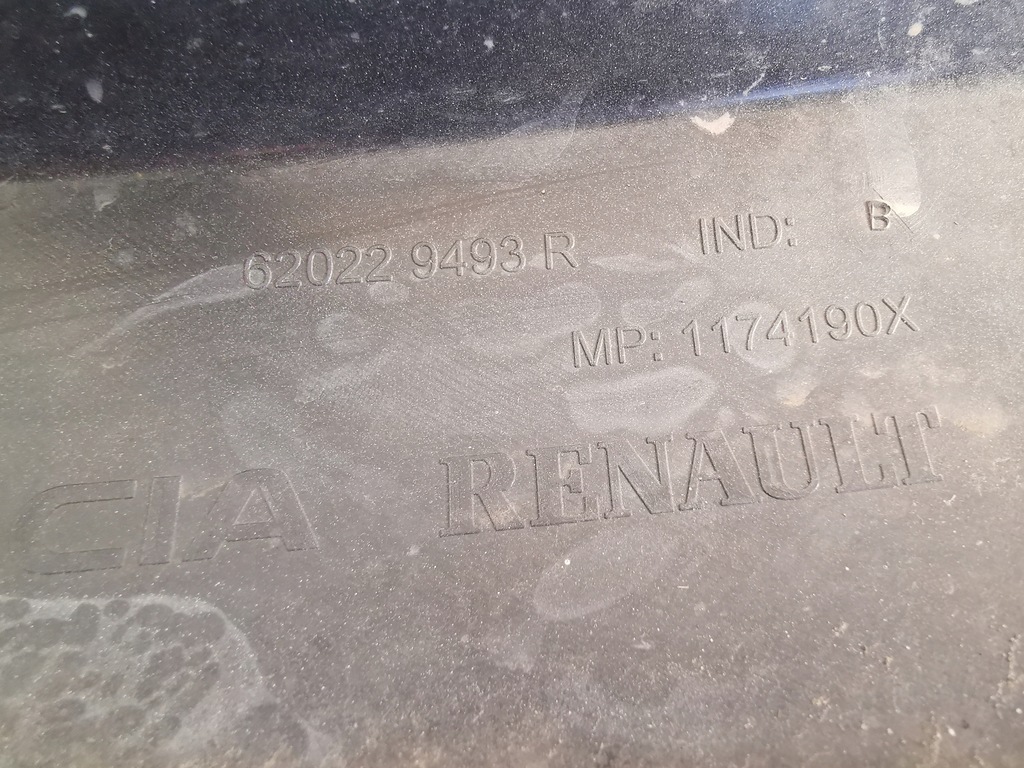 62022 9493 R IND: B
MP: 1174190X
CIA RENAULT